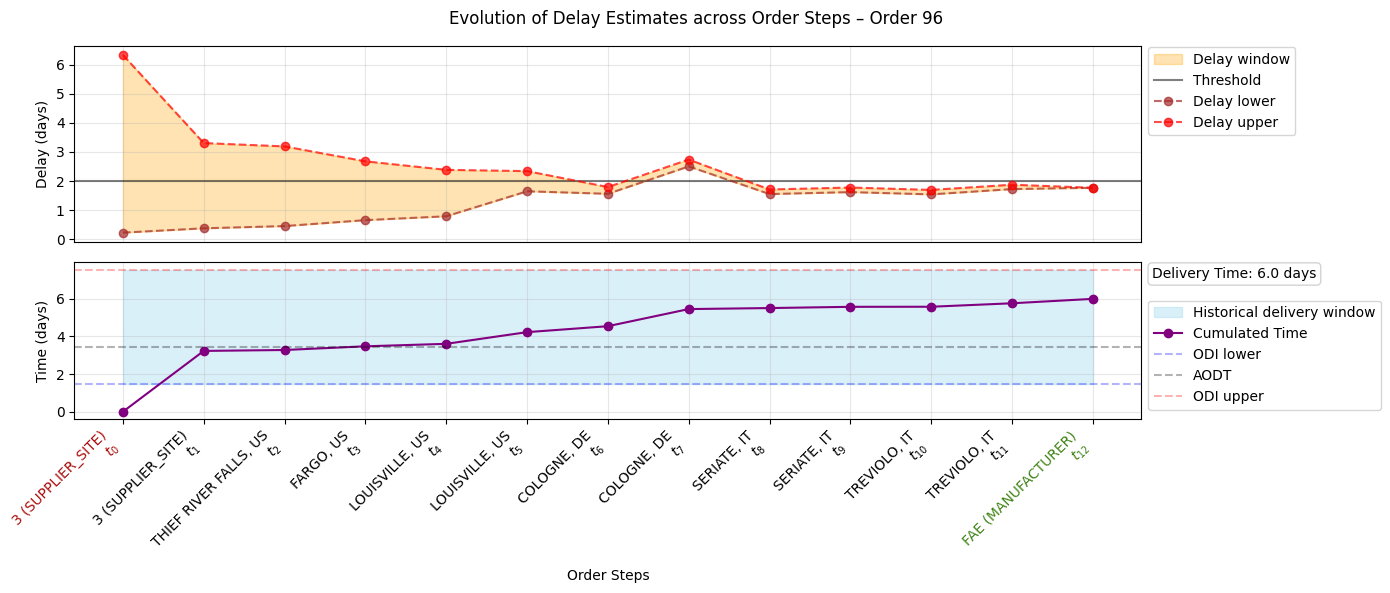 Evolution of Delay Estimates across Order Steps – Order 96
Delay (days)
6
5
4
3
2
1
0
Delay window
Threshold
Delay lower
Delay upper
Time (days)
6
4
2
0
Delivery Time: 6.0 days
Historical delivery window
Cumulated Time
ODI lower
AODT
ODI upper
3 (SUPPLIER_SITE)
t₀
3 (SUPPLIER_SITE)
t₁
THIEF RIVER FALLS, US
t₂
FARGO, US
t₃
LOUISVILLE, US
t₄
LOUISVILLE, US
t₅
COLOGNE, DE
t₆
COLOGNE, DE
t₇
SERIATE, IT
t₈
SERIATE, IT
t₉
TREVIOLO, IT
t₁₀
TREVIOLO, IT
t₁₁
FAE (MANUFACTURER)
t₁₂
Order Steps